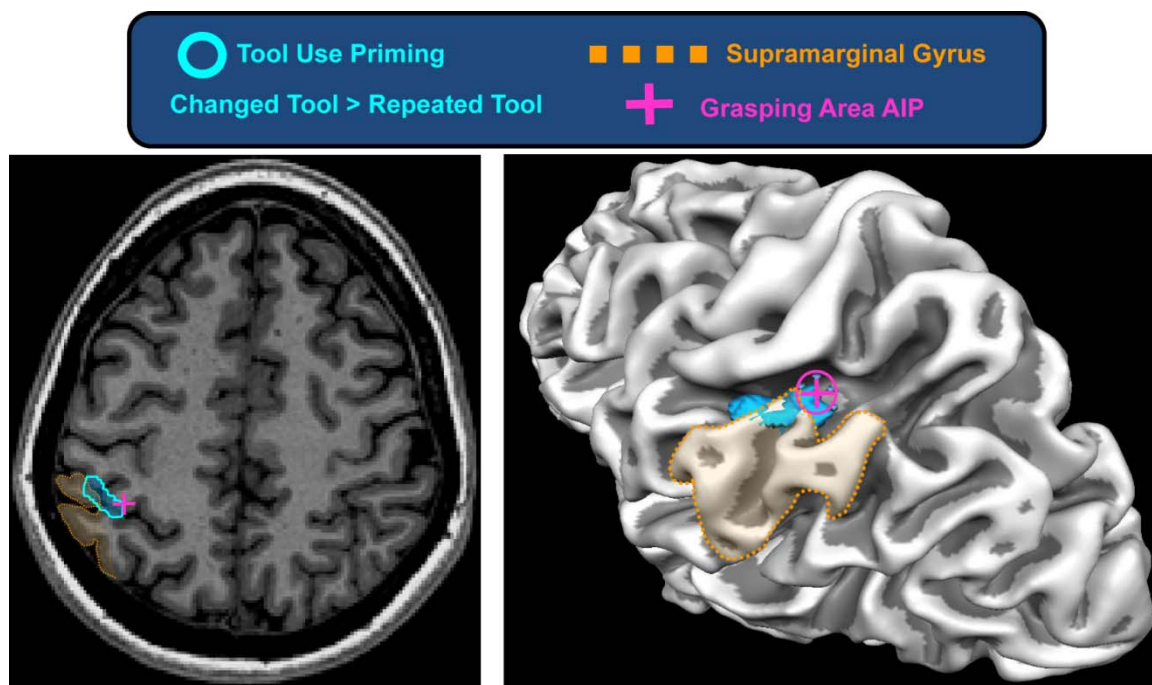 Tool Use Priming
Supramarginal Gyrus
Changed Tool > Repeated Tool
Grasping Area AIP